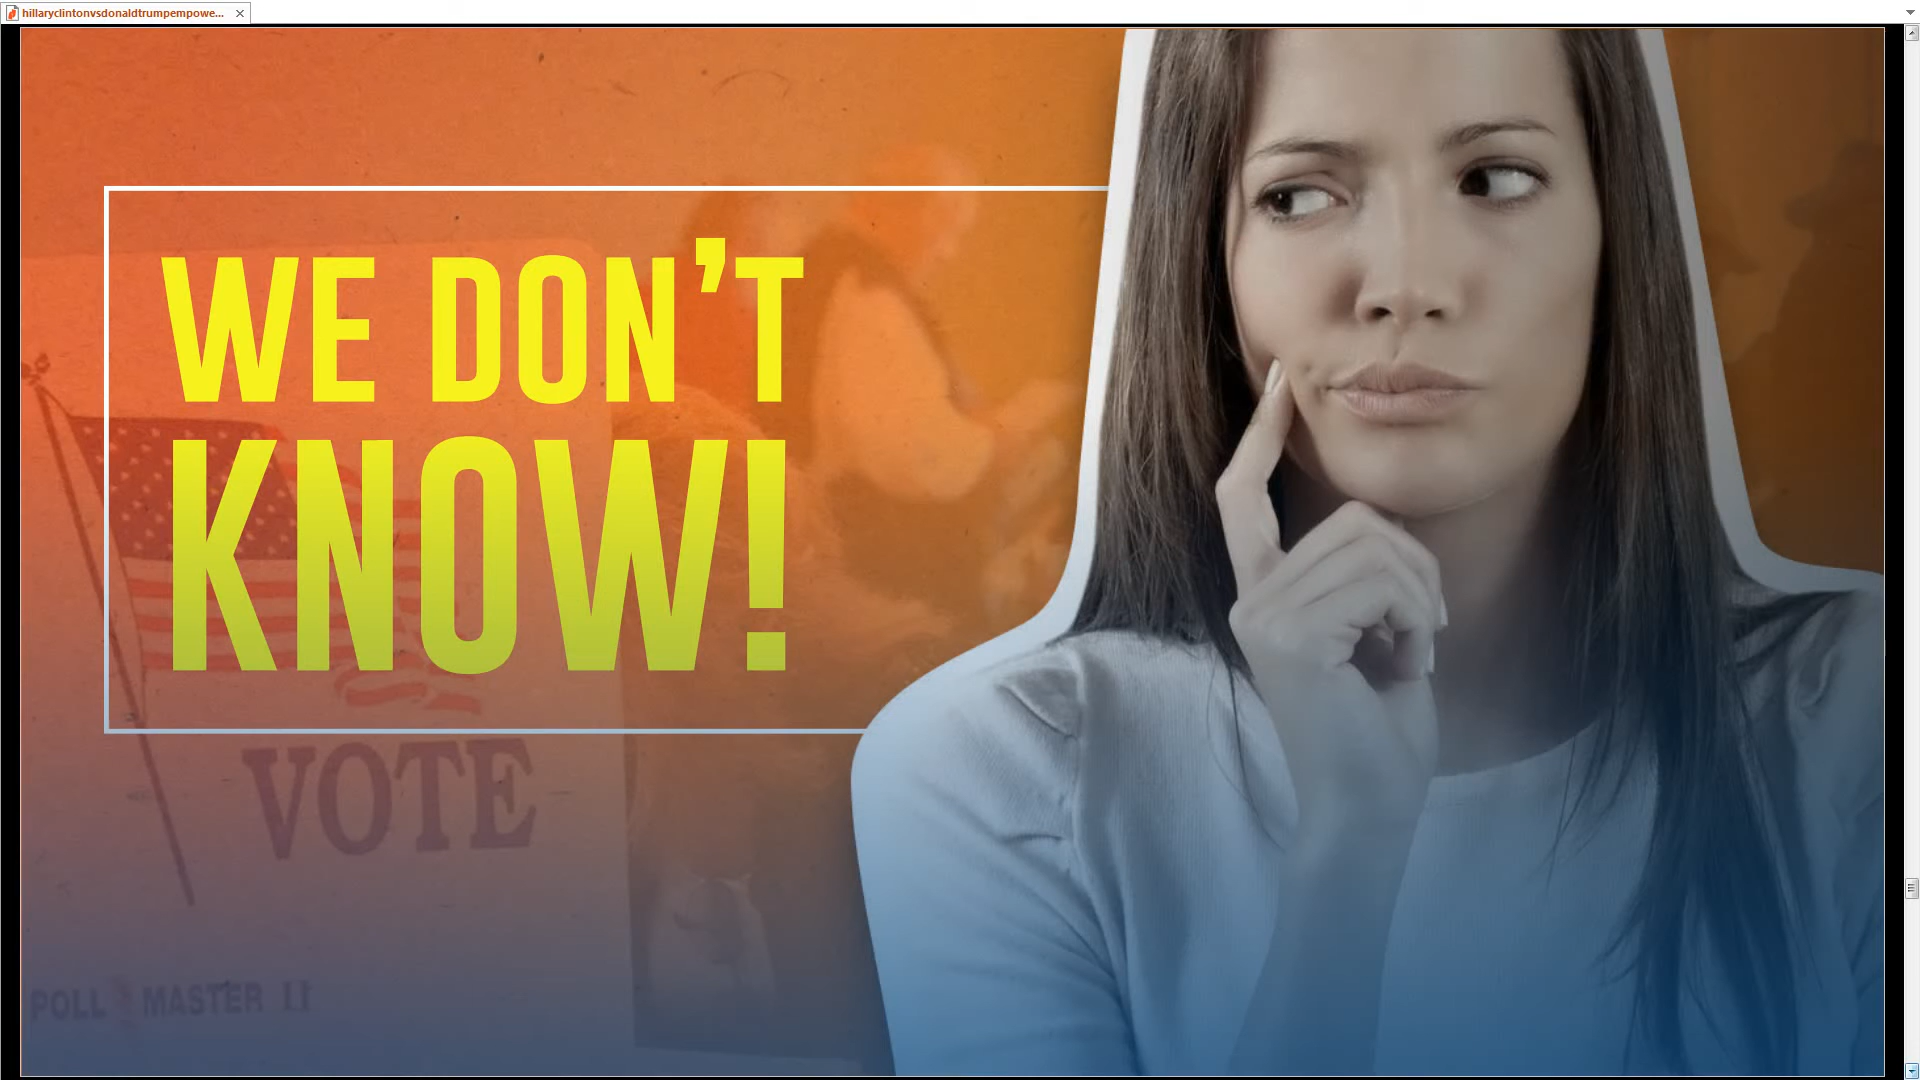 hillaryclintonvsdonaldtrumpempowe...
WE DON'T
KNOW!
VOTE
POLL MASTER II